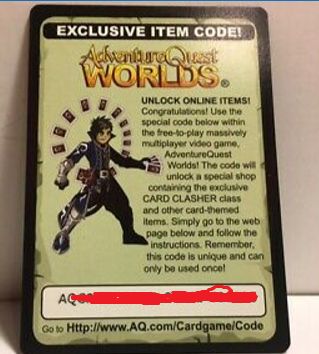 EXCLUSIVE ITEM CODE!
AdventureQuest
WORLDS®
UNLOCK ONLINE ITEMS!
Congratulations! Use the
special code below within
the free-to-play massively
multiplayer video game,
AdventureQuest
Worlds! The code will
unlock a special shop
containing the exclusive
CARD CLASHER class
and other card-themed
items. Simply go to the web
page below and follow the
instructions. Remember,
this code is unique and can
only be used once!
Go to Http://www.AQ.com/Cardgame/Code